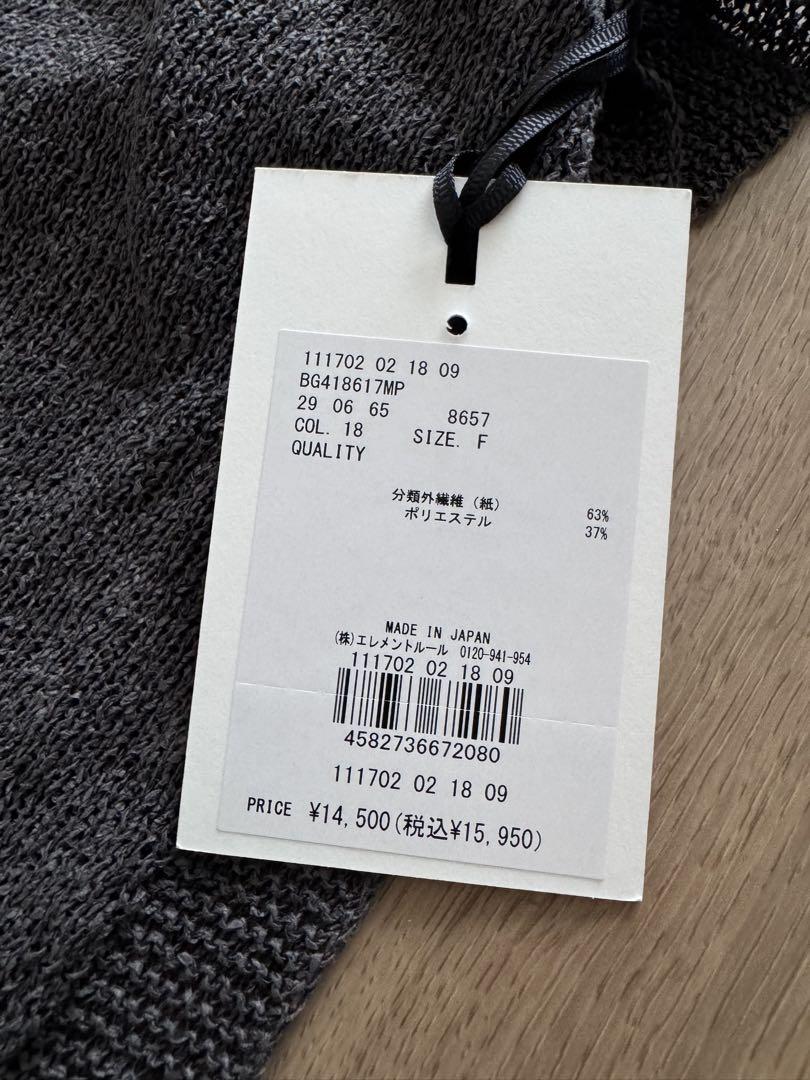 111702 02 18 09
BG418617MP
29 06 65 8657
COL. 18 SIZE. F
QUALITY
分類外繊維（紙） 63%
ポリエステル 37%
MADE IN JAPAN
(株)エレメントルール 0120-941-954
111702 02 18 09
4582736672080
111702 02 18 09
PRICE ¥14,500(税込¥15,950)